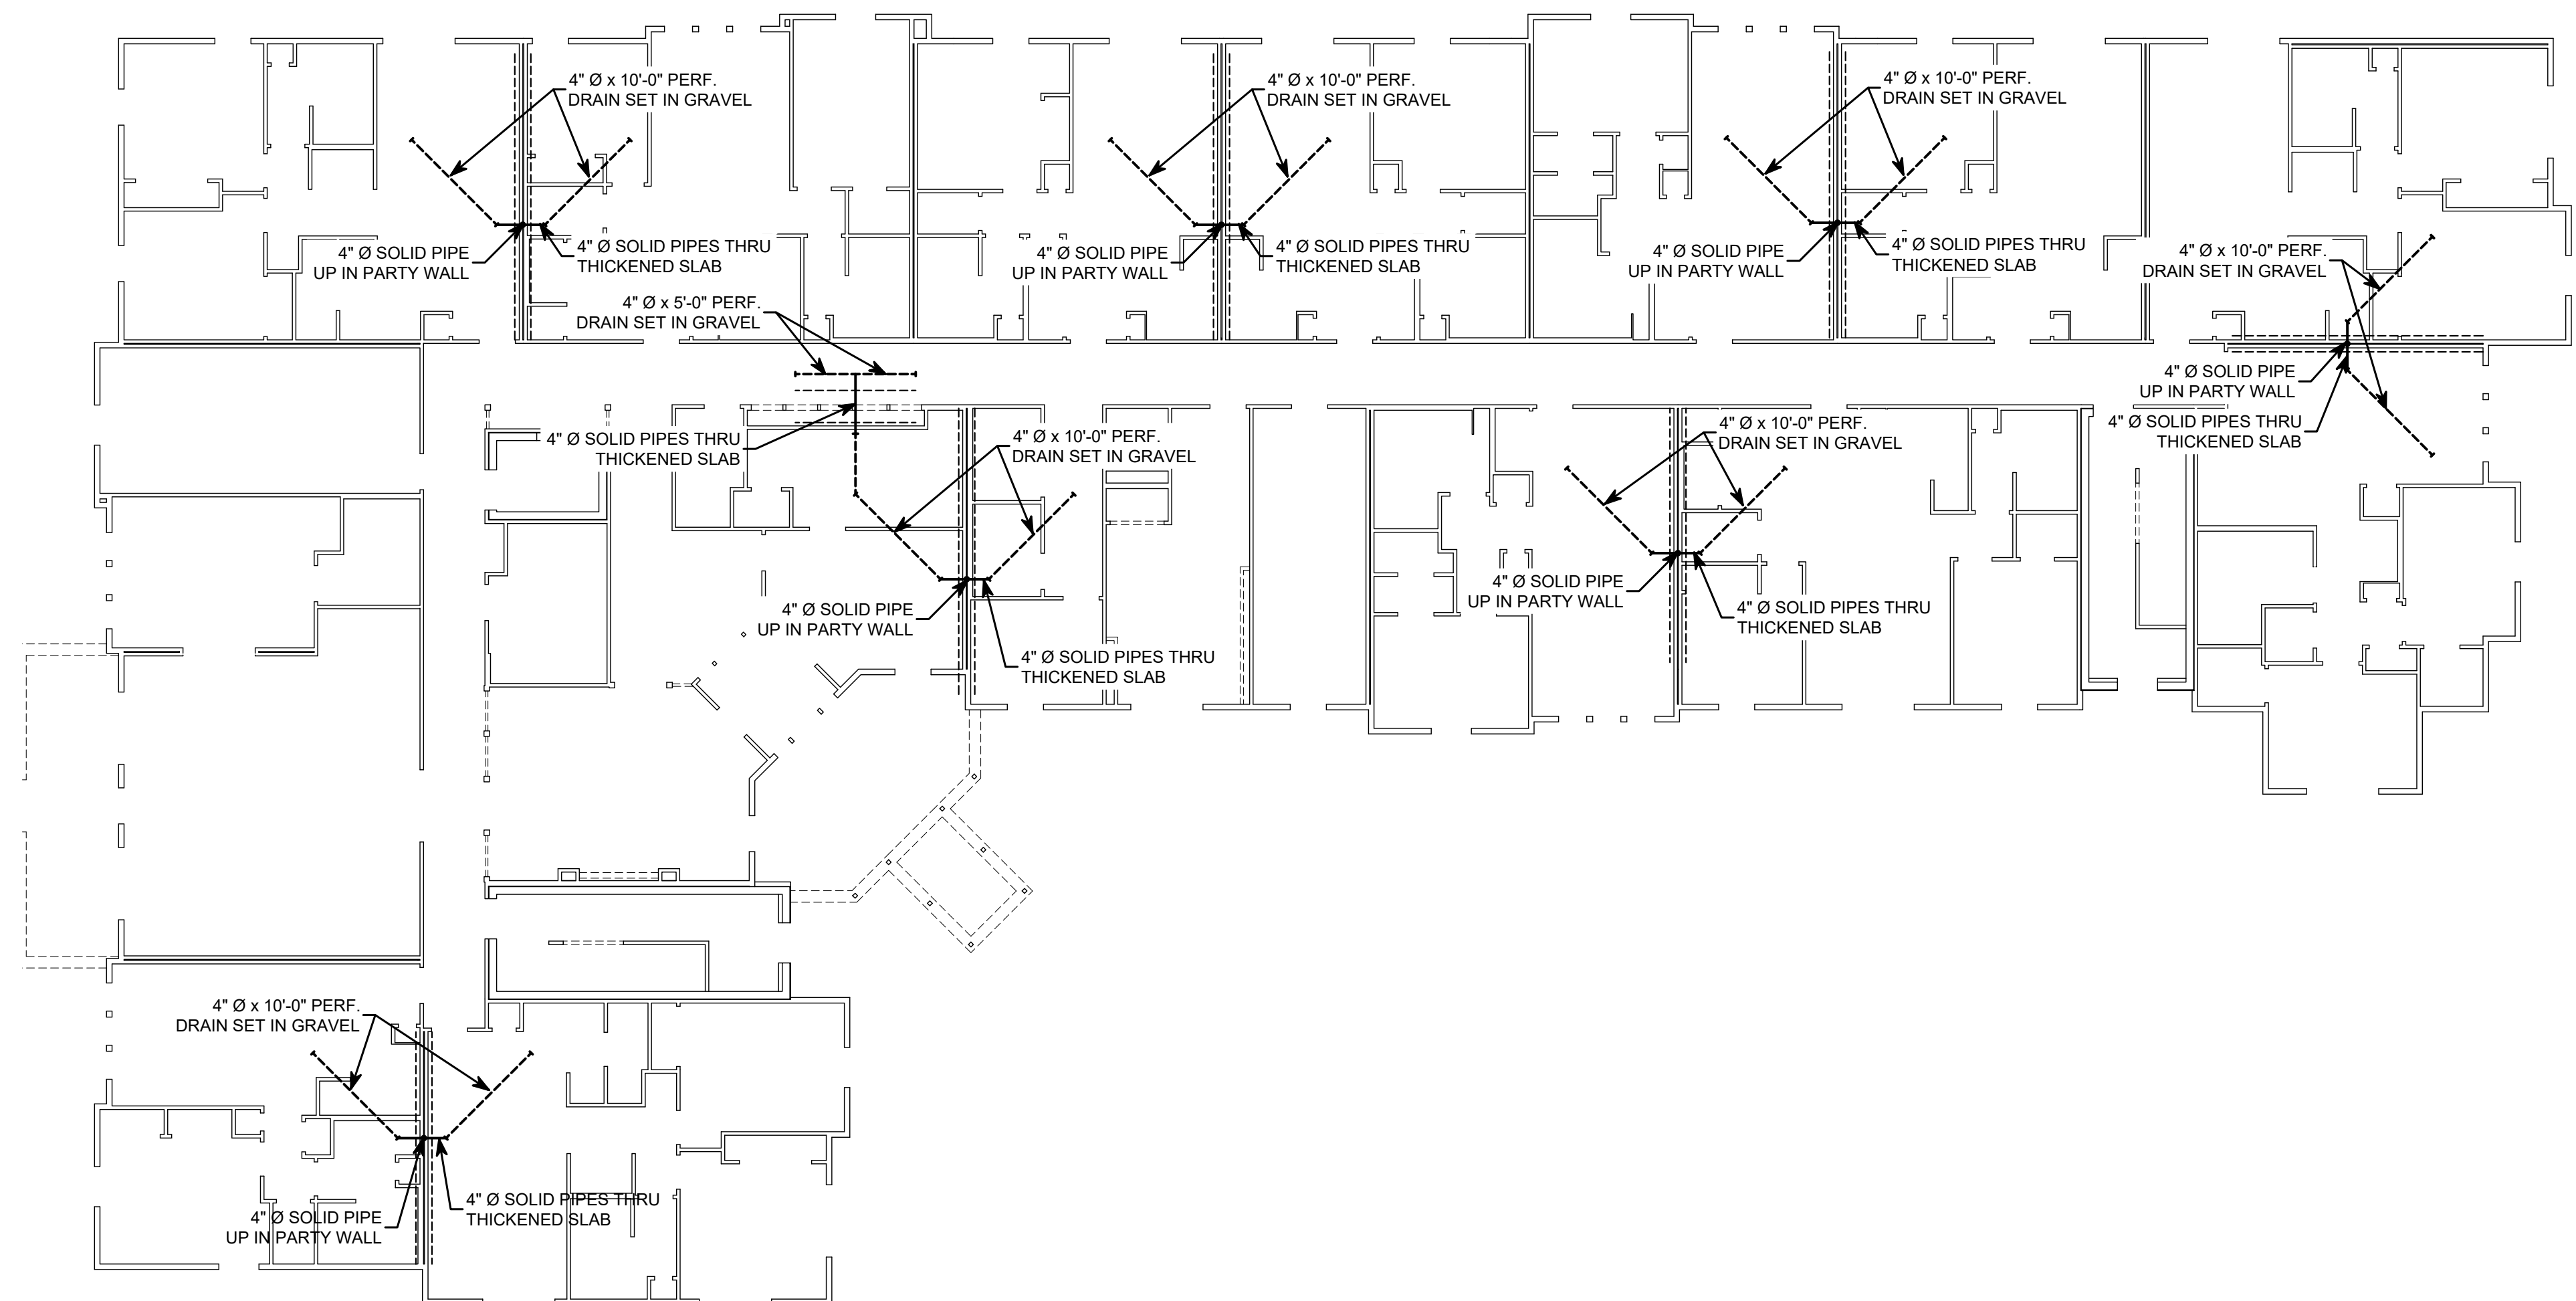 4" Ø x 10'-0" PERF.
DRAIN SET IN GRAVEL
4" Ø SOLID PIPE
UP IN PARTY WALL
4" Ø SOLID PIPES THRU
THICKENED SLAB
4" Ø x 10'-0" PERF.
DRAIN SET IN GRAVEL
4" Ø SOLID PIPE
UP IN PARTY WALL
4" Ø SOLID PIPES THRU
THICKENED SLAB
4" Ø x 10'-0" PERF.
DRAIN SET IN GRAVEL
4" Ø SOLID PIPE
UP IN PARTY WALL
4" Ø SOLID PIPES THRU
THICKENED SLAB
4" Ø x 10'-0" PERF.
DRAIN SET IN GRAVEL
4" Ø SOLID PIPE
UP IN PARTY WALL
4" Ø SOLID PIPES THRU
THICKENED SLAB
4" Ø x 5'-0" PERF.
DRAIN SET IN GRAVEL
4" Ø SOLID PIPES THRU
THICKENED SLAB
4" Ø x 10'-0" PERF.
DRAIN SET IN GRAVEL
4" Ø SOLID PIPE
UP IN PARTY WALL
4" Ø SOLID PIPES THRU
THICKENED SLAB
4" Ø x 10'-0" PERF.
DRAIN SET IN GRAVEL
4" Ø SOLID PIPE
UP IN PARTY WALL
4" Ø SOLID PIPES THRU
THICKENED SLAB
4" Ø x 10'-0" PERF.
DRAIN SET IN GRAVEL
4" Ø SOLID PIPES THRU
THICKENED SLAB
4" Ø SOLID PIPE
UP IN PARTY WALL